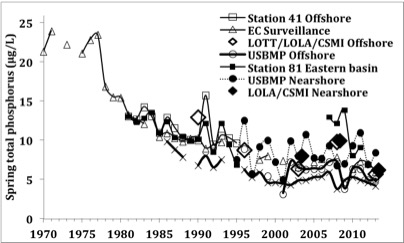 Spring total phosphorus (µg/L)
25
20
15
10
5
0
1970 1975 1980 1985 1990 1995 2000 2005 2010
Station 41 Offshore
EC Surveillance
LOTT/LOLA/CSMI Offshore
USBMP Offshore
Station 81 Eastern basin
USBMP Nearshore
LOLA/CSMI Nearshore